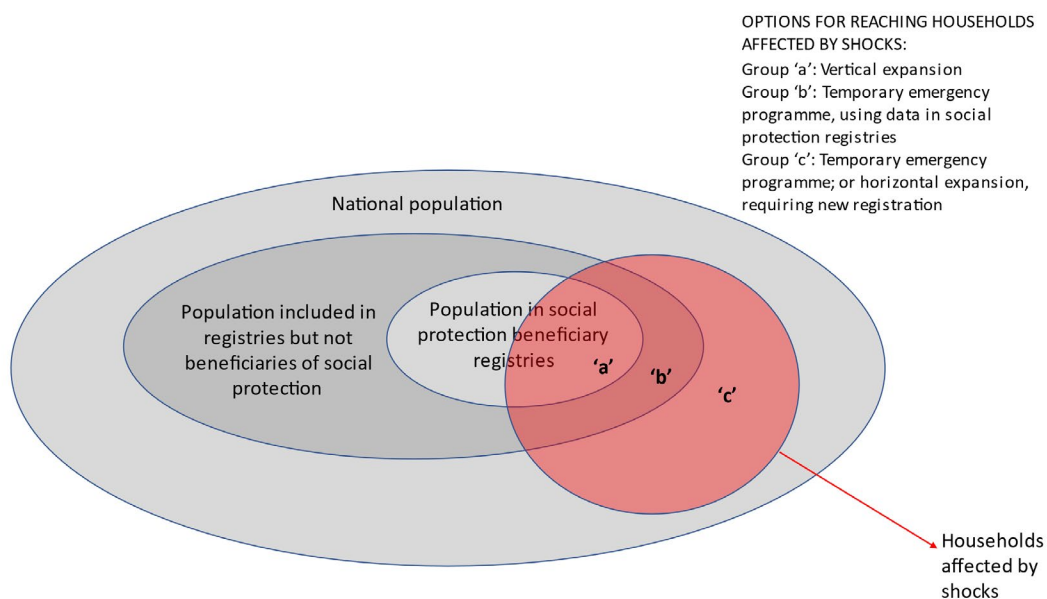 OPTIONS FOR REACHING HOUSEHOLDS
AFFECTED BY SHOCKS:
Group ‘a’: Vertical expansion
Group ‘b’: Temporary emergency
programme, using data in social
protection registries
Group ‘c’: Temporary emergency
programme; or horizontal expansion,
requiring new registration
National population
Population included in
registries but not
beneficiaries of social
protection
Population in social
protection beneficiary
registries
‘a’
‘b’
‘c’
Households
affected by
shocks